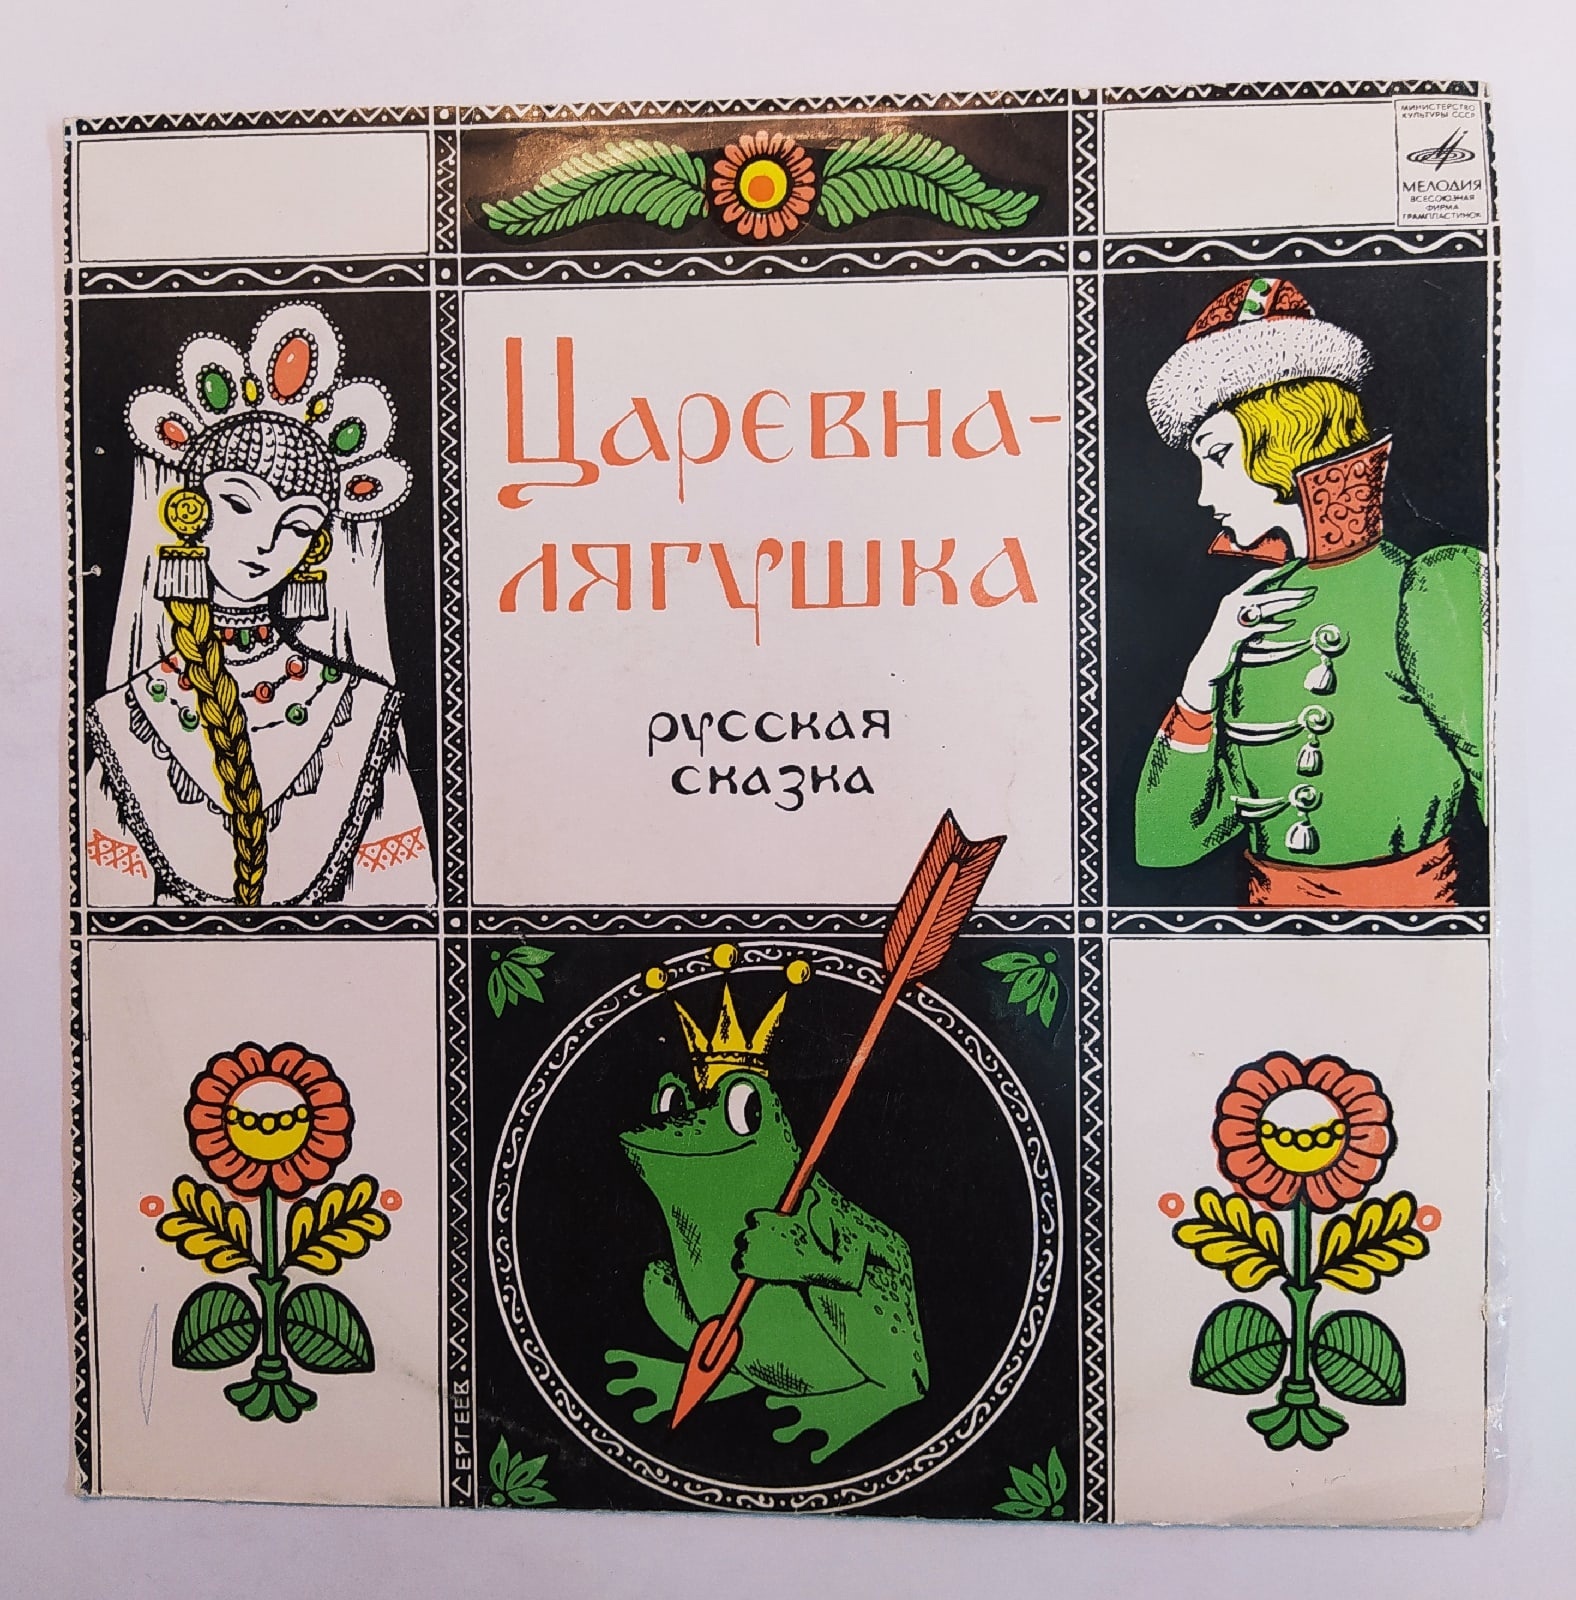 МИНИСТЕРСТВО
КУЛЬТУРЫ СССР
МЕЛОДИЯ
ВСЕСОЮЗНАЯ
ФИРМА
ГРАМПЛАСТИНОК
Царевна-
лягушка
русская
сказка
СЕРГЕЕВ